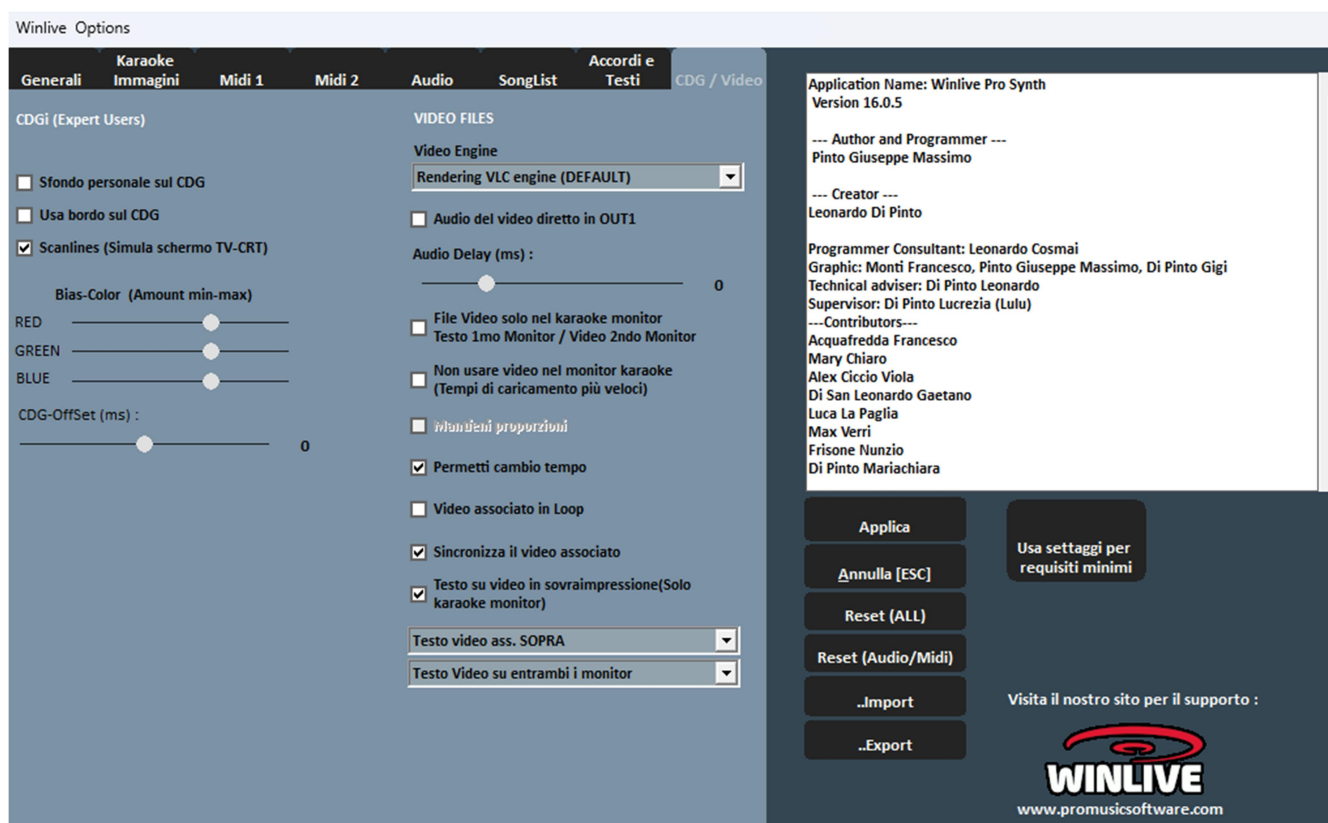 Winlive Options
Generali
Karaoke
Immagini
Midi 1
Midi 2
Audio
SongList
Accordi e
Testi
CDG / Video
CDGi (Expert Users)
Sfondo personale sul CDG
Usa bordo sul CDG
Scanlines (Simula schermo TV-CRT)
Bias-Color (Amount min-max)
RED
GREEN
BLUE
CDG-OffSet (ms) :
0
VIDEO FILES
Video Engine
Rendering VLC engine (DEFAULT)
Audio del video diretto in OUT1
Audio Delay (ms) :
0
File Video solo nel karaoke monitor
Testo 1mo Monitor / Video 2ndo Monitor
Non usare video nel monitor karaoke
(Tempi di caricamento più veloci)
Mantieni proporzioni
Permetti cambio tempo
Video associato in Loop
Sincronizza il video associato
Testo su video in sovraimpressione(Solo
karaoke monitor)
Testo video ass. SOPRA
Testo Video su entrambi i monitor
Application Name: Winlive Pro Synth
Version 16.0.5
--- Author and Programmer ---
Pinto Giuseppe Massimo
--- Creator ---
Leonardo Di Pinto
Programmer Consultant: Leonardo Cosmai
Graphic: Monti Francesco, Pinto Giuseppe Massimo, Di Pinto Gigi
Technical adviser: Di Pinto Leonardo
Supervisor: Di Pinto Lucrezia (Lulu)
---Contributors---
Acquafredda Francesco
Mary Chiaro
Alex Ciccio Viola
Di San Leonardo Gaetano
Luca La Paglia
Max Verri
Frisone Nunzio
Di Pinto Mariachiara
Applica
Annulla [ESC]
Reset (ALL)
Reset (Audio/Midi)
..Import
..Export
Usa settaggi per
requisiti minimi
Visita il nostro sito per il supporto :
WINLIVE
www.promusicsoftware.com